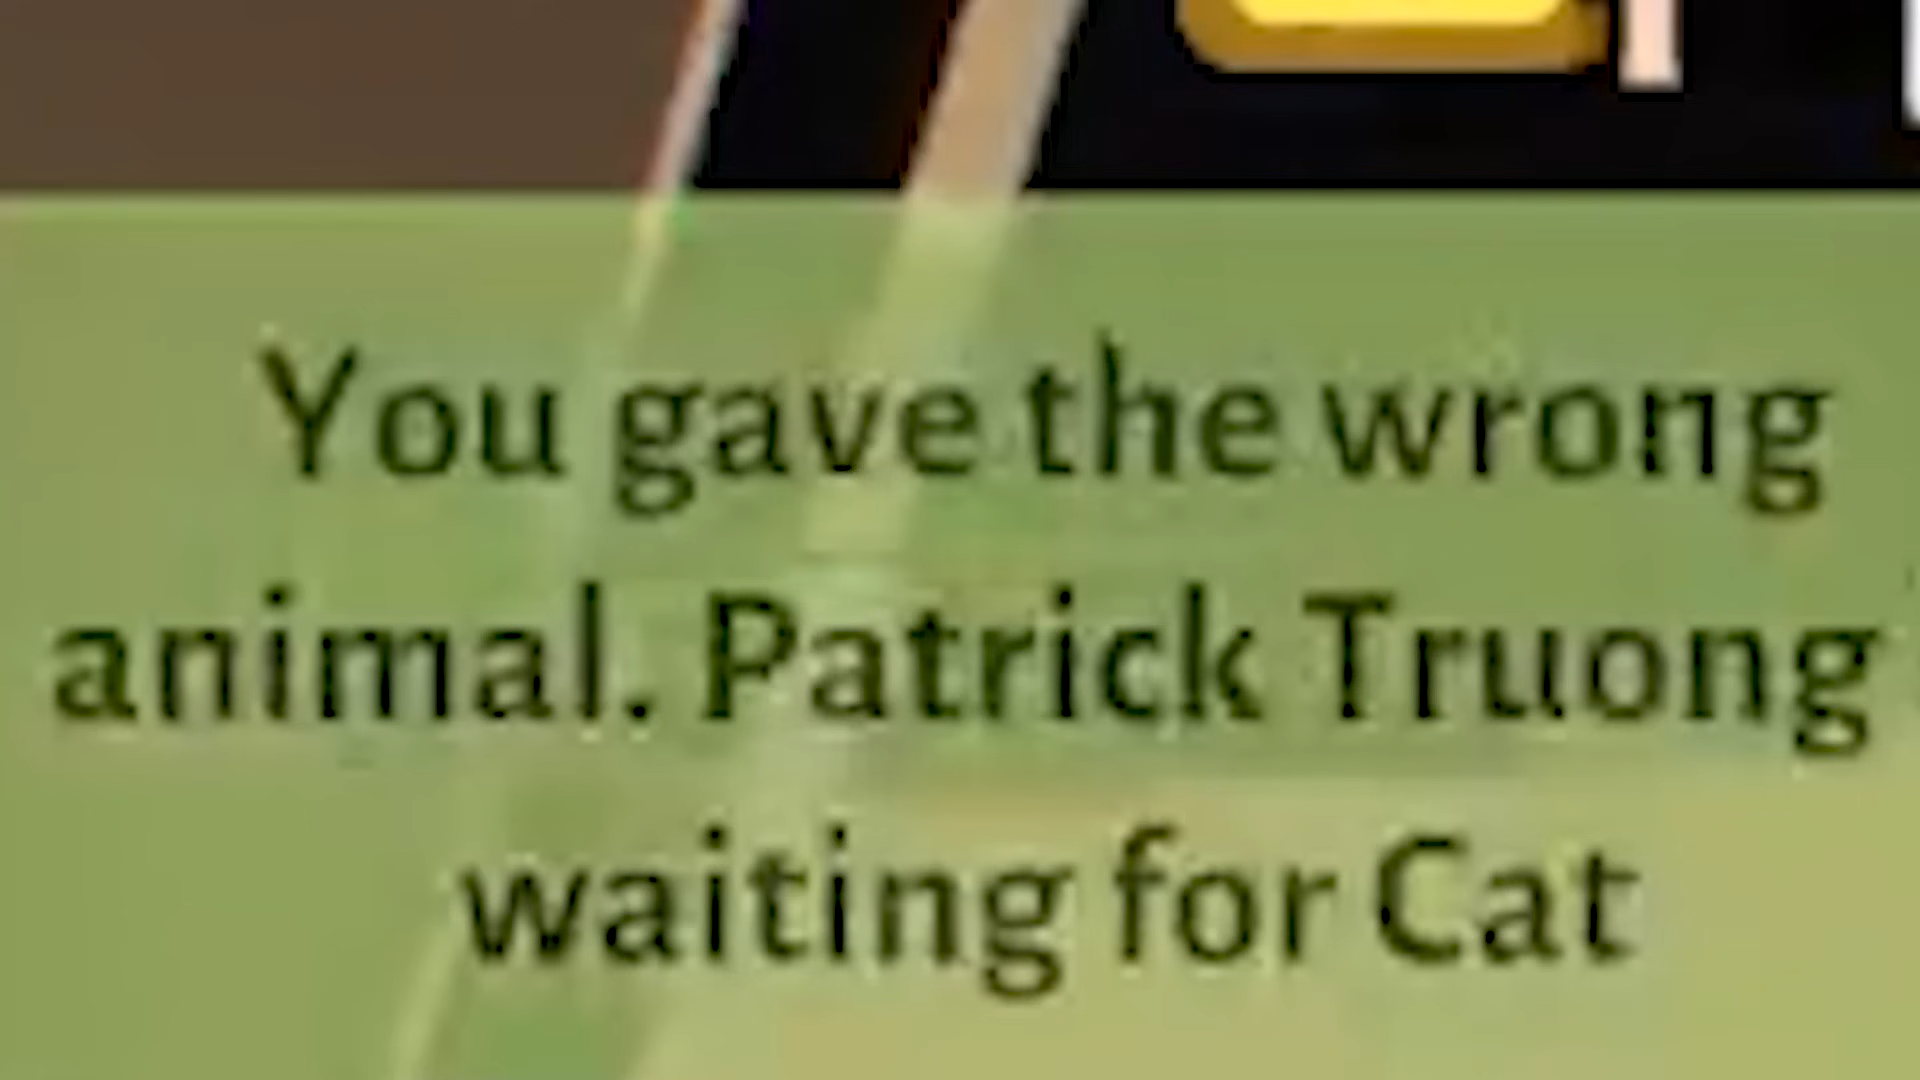 You gave the wrong
animal. Patrick Truong
waiting for Cat